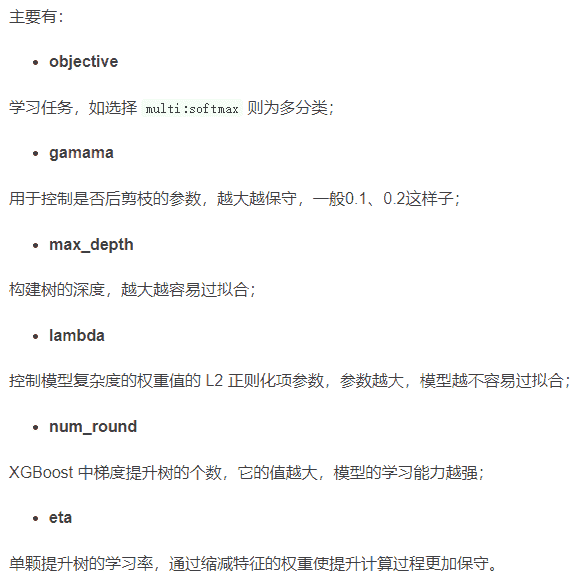 主要有：
• objective
学习任务，如选择 multi:softmax 则为多分类；
• gamama
用于控制是否后剪枝的参数，越大越保守，一般0.1、0.2这样子；
• max_depth
构建树的深度，越大越容易过拟合；
• lambda
控制模型复杂度的权重值的 L2 正则化项参数，参数越大，模型越不容易过拟合；
• num_round
XGBoost 中梯度提升树的个数，它的值越大，模型的学习能力越强；
• eta
单颗提升树的学习率，通过缩减特征的权重使提升计算过程更加保守。